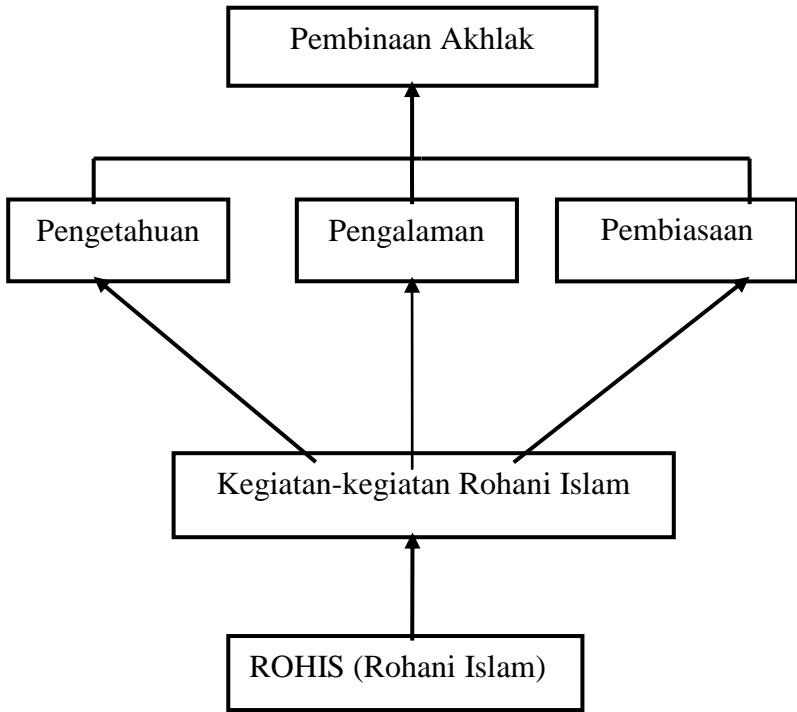 Pembinaan Akhlak
Pengetahuan
Pengalaman
Pembiasaan
Kegiatan-kegiatan Rohani Islam
ROHIS (Rohani Islam)